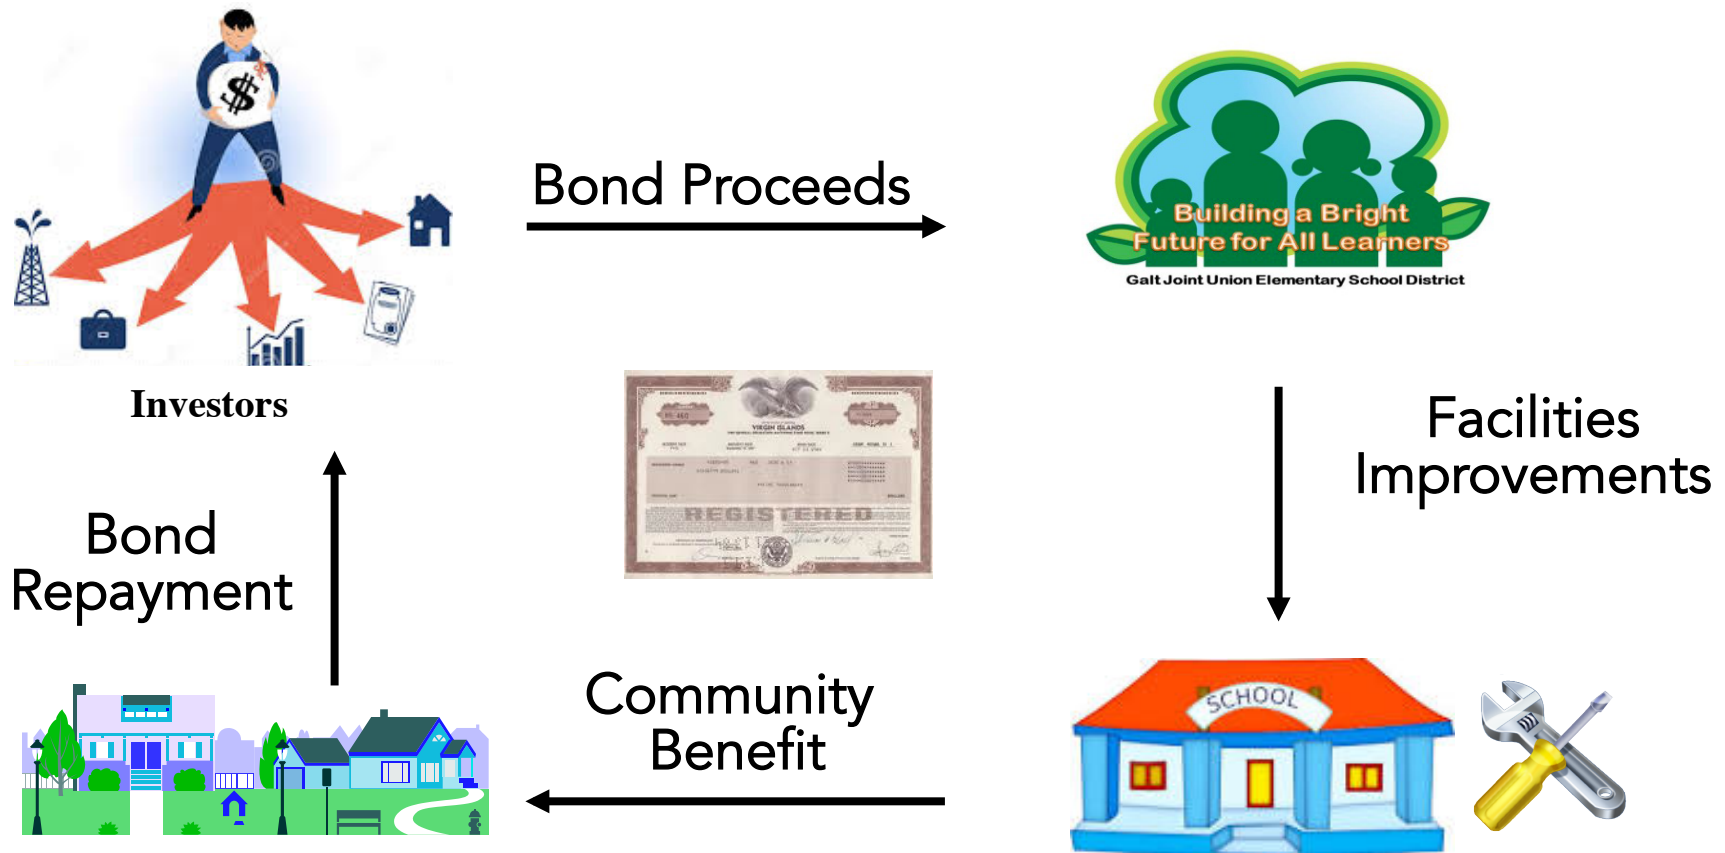 $
Bond Proceeds
Building a Bright
Future for All Learners
Galt Joint Union Elementary School District
Investors
VIRGIN ISLANDS
REGISTERED
Facilities
Improvements
Bond
Repayment
Community
Benefit
SCHOOL